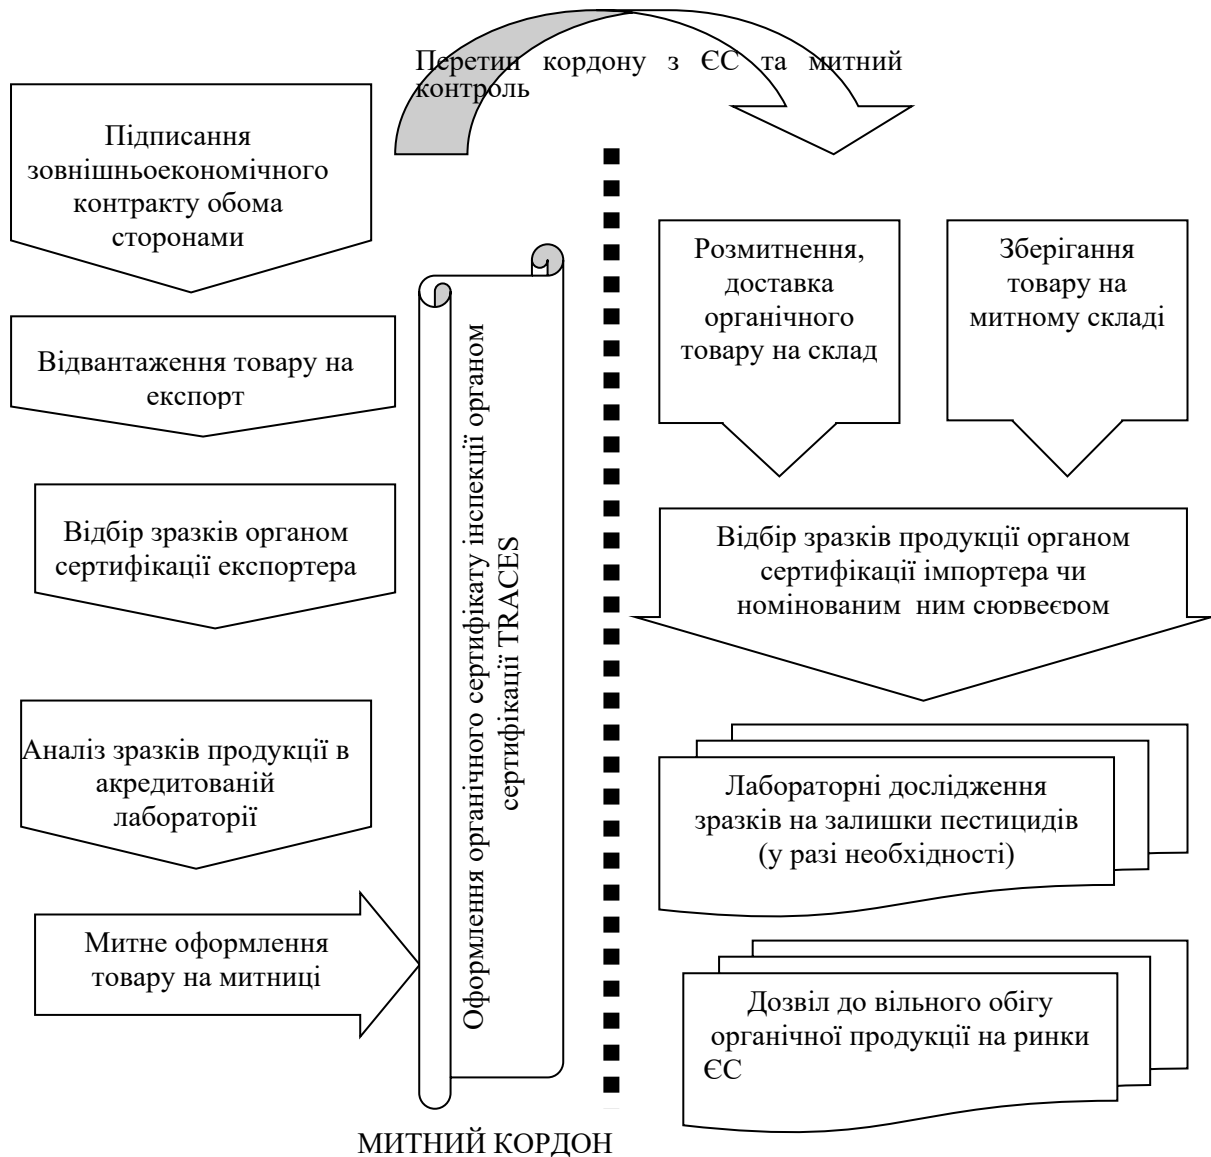 Перетин кордону з ЄС та митний
контроль
Підписання
зовнішньоекономічного
контракту обома
сторонами
Відвантаження товару на
експорт
Відбір зразків органом
сертифікації експортера
Аналіз зразків продукції в
акредитованій
лабораторії
Митне оформлення
товару на митниці
Оформлення органічного сертифікату інспекції органом
сертифікації TRACES
Розмитнення,
доставка
органічного
товару на склад
Зберігання
товару на
митному складі
Відбір зразків продукції органом
сертифікації імпортера чи
номінованим ним сюрвеєром
Лабораторні дослідження
зразків на залишки пестицидів
(у разі необхідності)
Дозвіл до вільного обігу
органічної продукції на ринки
ЄС
МИТНИЙ КОРДОН